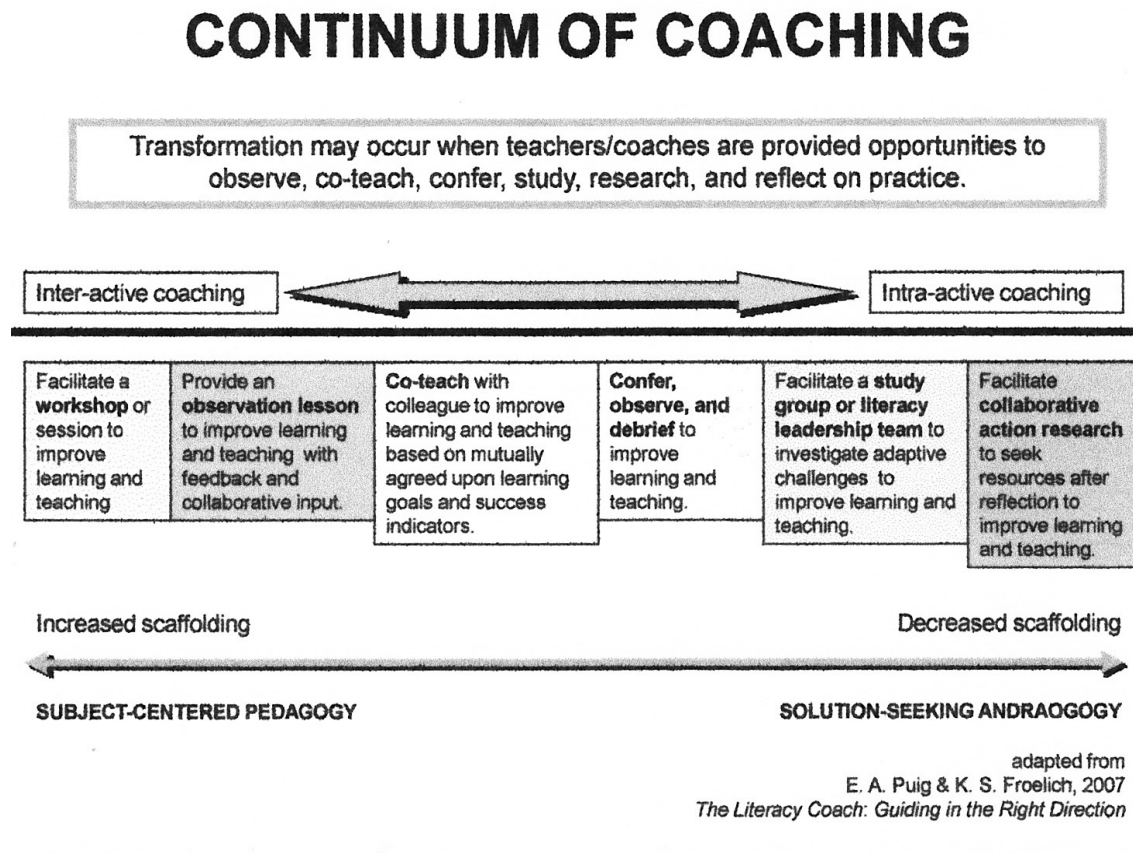 CONTINUUM OF COACHING
Transformation may occur when teachers/coaches are provided opportunities to
observe, co-teach, confer, study, research, and reflect on practice.
Inter-active coaching
Intra-active coaching
Facilitate a
workshop or
session to
improve
learning and
teaching
Provide an
observation lesson
to improve learning
and teaching with
feedback and
collaborative input.
Co-teach with
colleague to improve
learning and teaching
based on mutually
agreed upon learning
goals and success
indicators.
Confer,
observe, and
debrief to
improve
learning and
teaching.
Facilitate a study
group or literacy
leadership team to
investigate adaptive
challenges to
improve learning and
teaching.
Facilitate
collaborative
action research
to seek
resources after
reflection to
improve learning
and teaching.
Increased scaffolding
Decreased scaffolding
SUBJECT-CENTERED PEDAGOGY
SOLUTION-SEEKING ANDRAOGOGY
adapted from
E. A. Puig & K. S. Froelich, 2007
The Literacy Coach: Guiding in the Right Direction